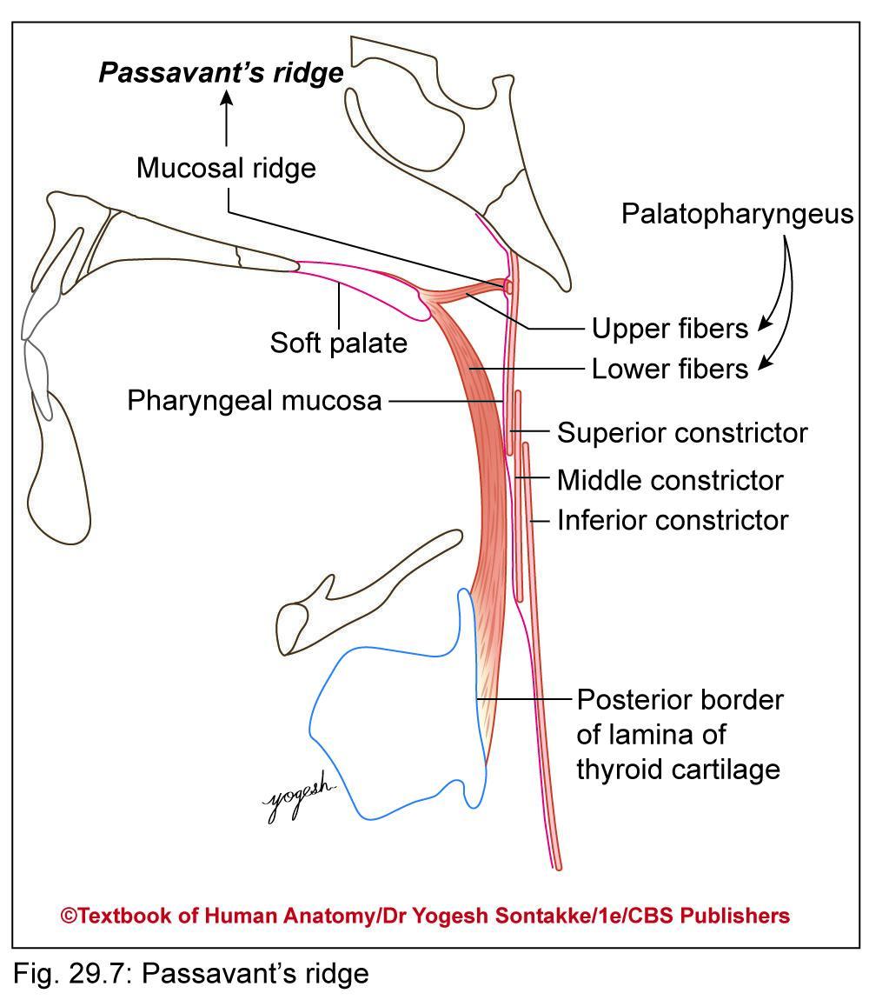 Passavant's ridge
Mucosal ridge
Palatopharyngeus
Upper fibers
Soft palate
Lower fibers
Pharyngeal mucosa
Superior constrictor
Middle constrictor
Inferior constrictor
Posterior border
of lamina of
thyroid cartilage
yogesh
©Textbook of Human Anatomy/Dr Yogesh Sontakke/1e/CBS Publishers
Fig. 29.7: Passavant's ridge